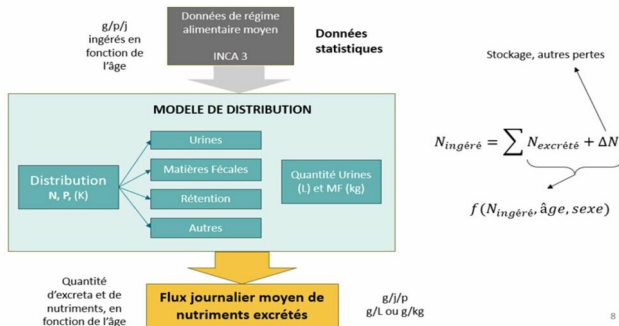 g/p/j
ingérés en
fonction de
l'âge
Données de régime
alimentaire moyen
INCA 3
Données
statistiques
MODELE DE DISTRIBUTION
Distribution
N, P, (K)
Urines
Matières Fécales
Rétention
Autres
Quantité Urines
(L) et MF (kg)
Quantité
d'excreta et de
nutriments, en
fonction de l'âge
Flux journalier moyen de
nutriments excrétés
g/j/p
g/L ou g/kg
Stockage, autres pertes
N_ingéré = ∑ N_excrété + ΔN
f(N_ingéré, âge, sexe)
8